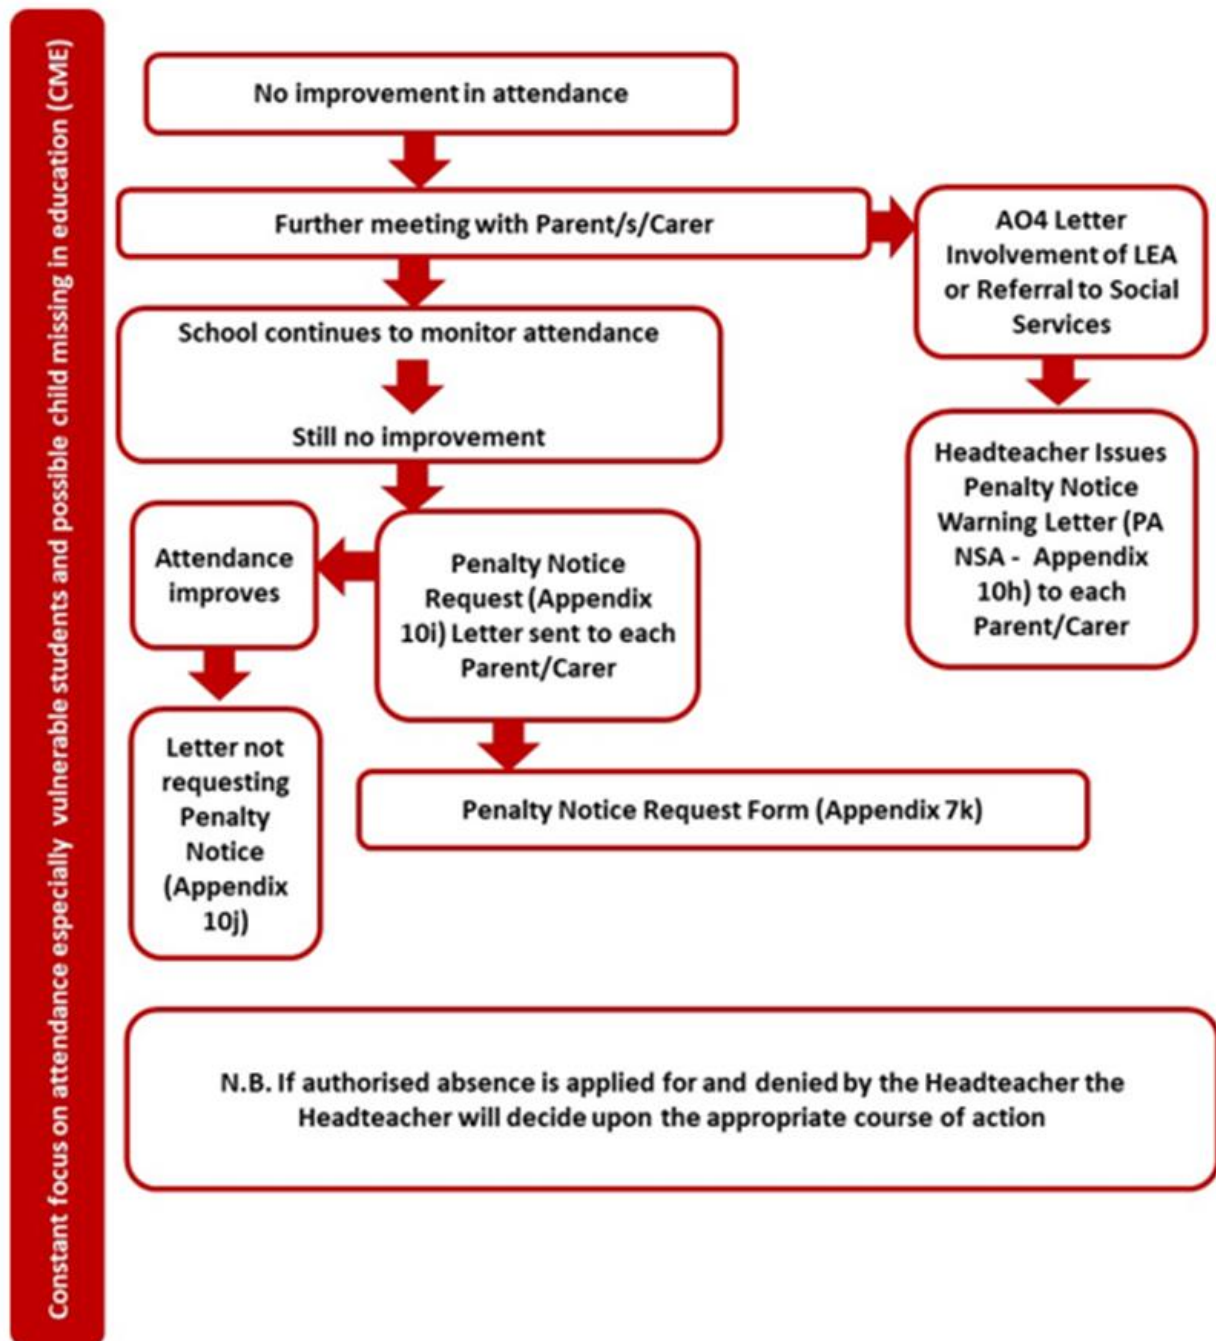 Constant focus on attendance especially vulnerable students and possible child missing in education (CME)
No improvement in attendance
Further meeting with Parent/s/Carer
AO4 Letter
Involvement of LEA
or Referral to Social
Services
School continues to monitor attendance
Still no improvement
Headteacher Issues
Penalty Notice
Warning Letter (PA
NSA - Appendix
10h) to each
Parent/Carer
Attendance
improves
Penalty Notice
Request (Appendix
10i) Letter sent to each
Parent/Carer
Letter not
requesting
Penalty
Notice
(Appendix
10j)
Penalty Notice Request Form (Appendix 7k)
N.B. If authorised absence is applied for and denied by the Headteacher the
Headteacher will decide upon the appropriate course of action